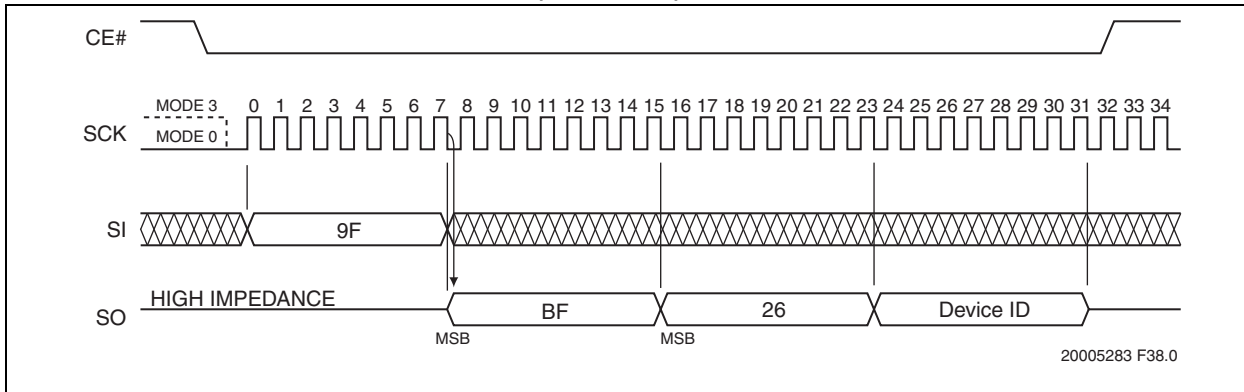 CE#
MODE 3 0 1 2 3 4 5 6 7 8 9 10 11 12 13 14 15 16 17 18 19 20 21 22 23 24 25 26 27 28 29 30 31 32 33 34
SCK MODE 0
SI 9F
HIGH IMPEDANCE
SO BF 26 Device ID
MSB MSB
20005283 F38.0